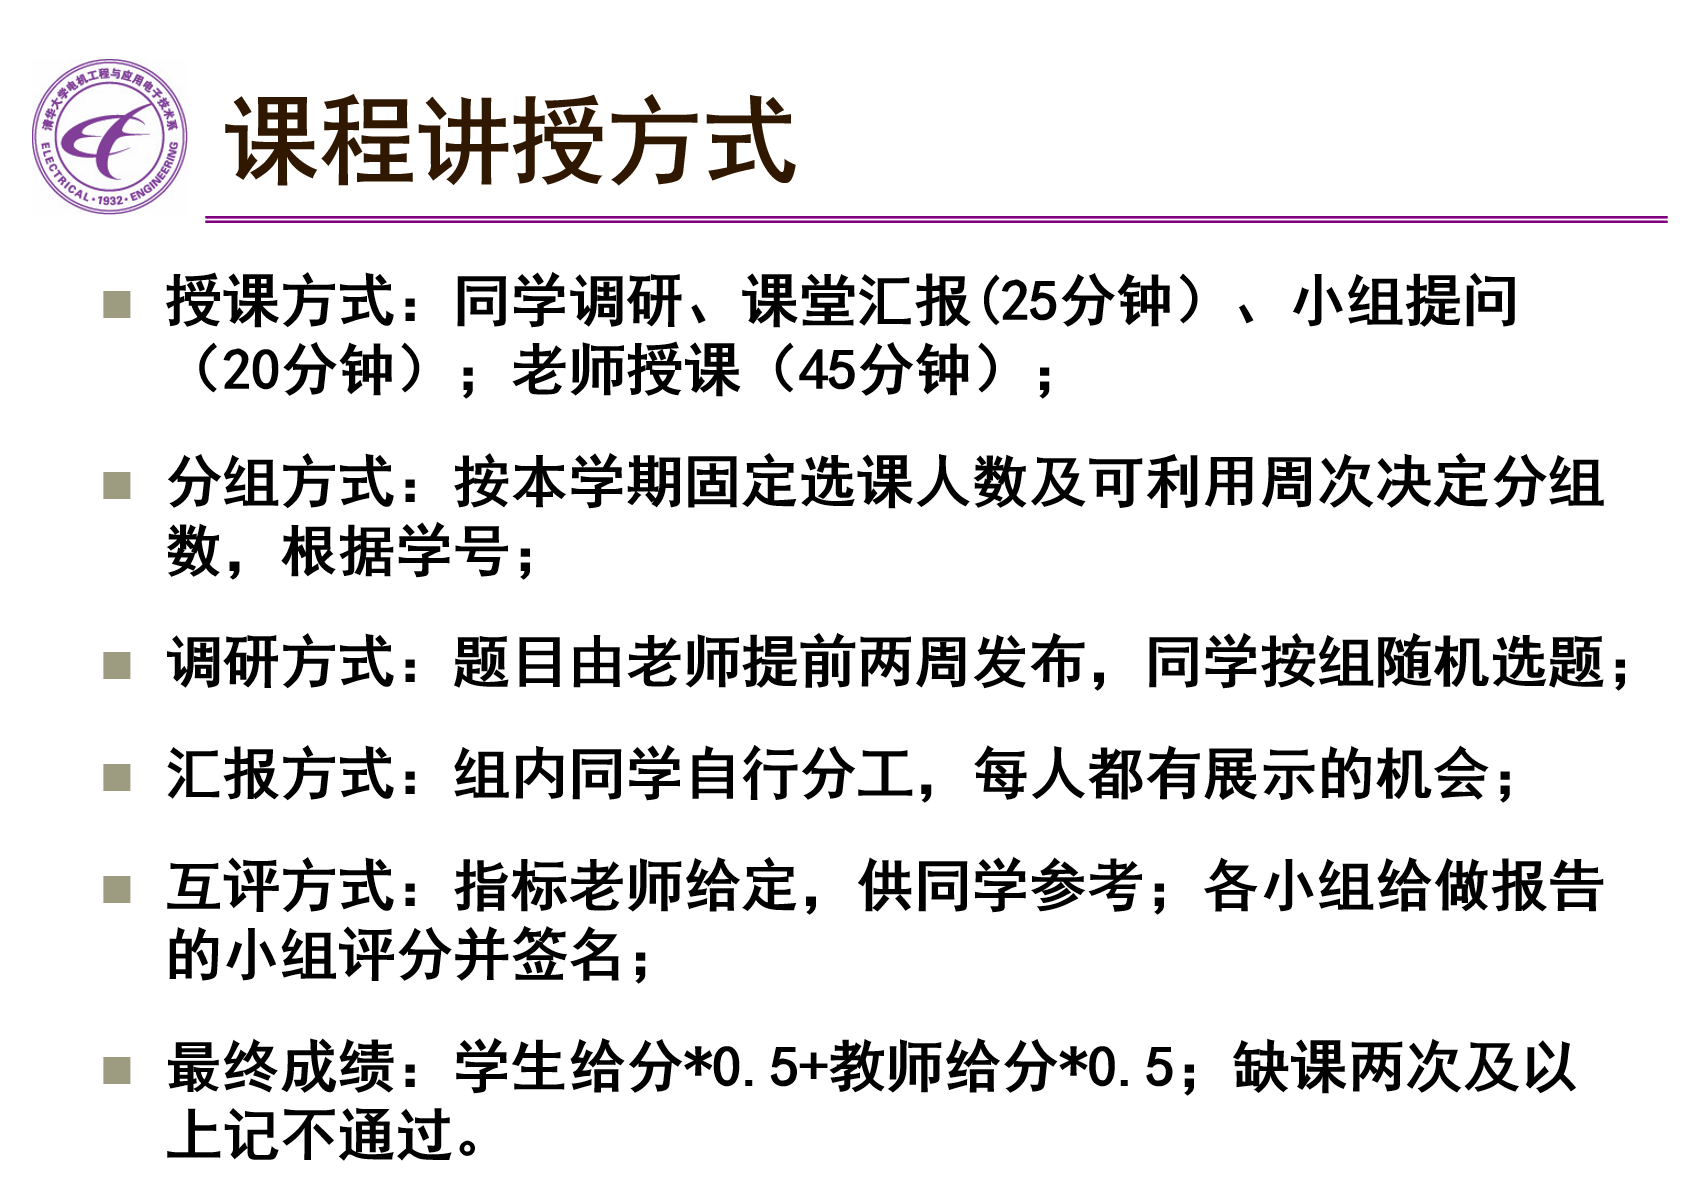 清华大学电机工程与应用电子技术系
ELECTRICAL · 1932 · ENGINEERING
课程讲授方式
授课方式：同学调研、课堂汇报(25分钟）、小组提问
（20分钟）；老师授课（45分钟）；
分组方式：按本学期固定选课人数及可利用周次决定分组
数，根据学号；
调研方式：题目由老师提前两周发布，同学按组随机选题；
汇报方式：组内同学自行分工，每人都有展示的机会；
互评方式：指标老师给定，供同学参考；各小组给做报告
的小组评分并签名；
最终成绩：学生给分*0.5+教师给分*0.5；缺课两次及以
上记不通过。